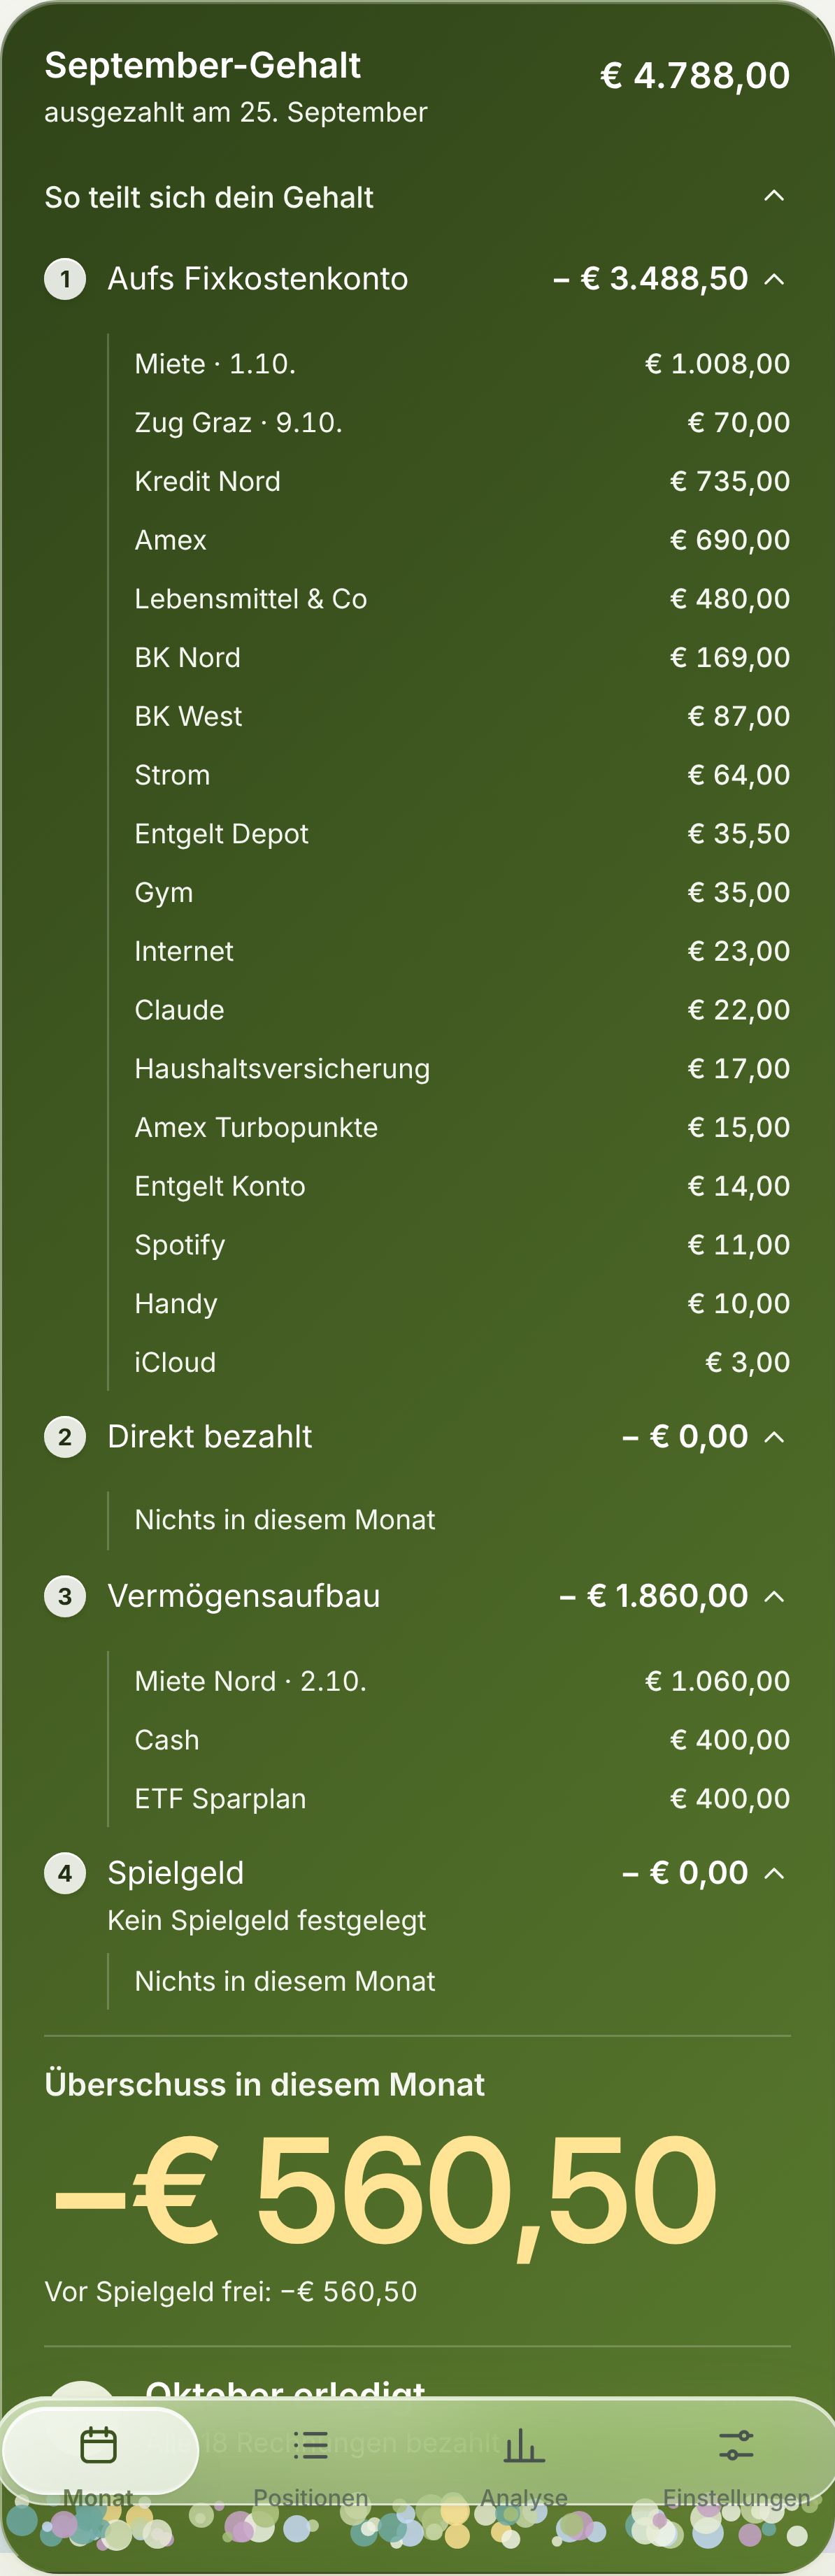 September-Gehalt
€ 4.788,00
ausgezahlt am 25. September
So teilt sich dein Gehalt
1 Aufs Fixkostenkonto – € 3.488,50
Miete · 1.10. € 1.008,00
Zug Graz · 9.10. € 70,00
Kredit Nord € 735,00
Amex € 690,00
Lebensmittel & Co € 480,00
BK Nord € 169,00
BK West € 87,00
Strom € 64,00
Entgelt Depot € 35,50
Gym € 35,00
Internet € 23,00
Claude € 22,00
Haushaltsversicherung € 17,00
Amex Turbopunkte € 15,00
Entgelt Konto € 14,00
Spotify € 11,00
Handy € 10,00
iCloud € 3,00
2 Direkt bezahlt – € 0,00
Nichts in diesem Monat
3 Vermögensaufbau – € 1.860,00
Miete Nord · 2.10. € 1.060,00
Cash € 400,00
ETF Sparplan € 400,00
4 Spielgeld – € 0,00
Kein Spielgeld festgelegt
Nichts in diesem Monat
Überschuss in diesem Monat
–€ 560,50
Vor Spielgeld frei: –€ 560,50
Oktober erledigt
Alle 18 Rechnungen bezahlt
Monat Positionen Analyse Einstellungen